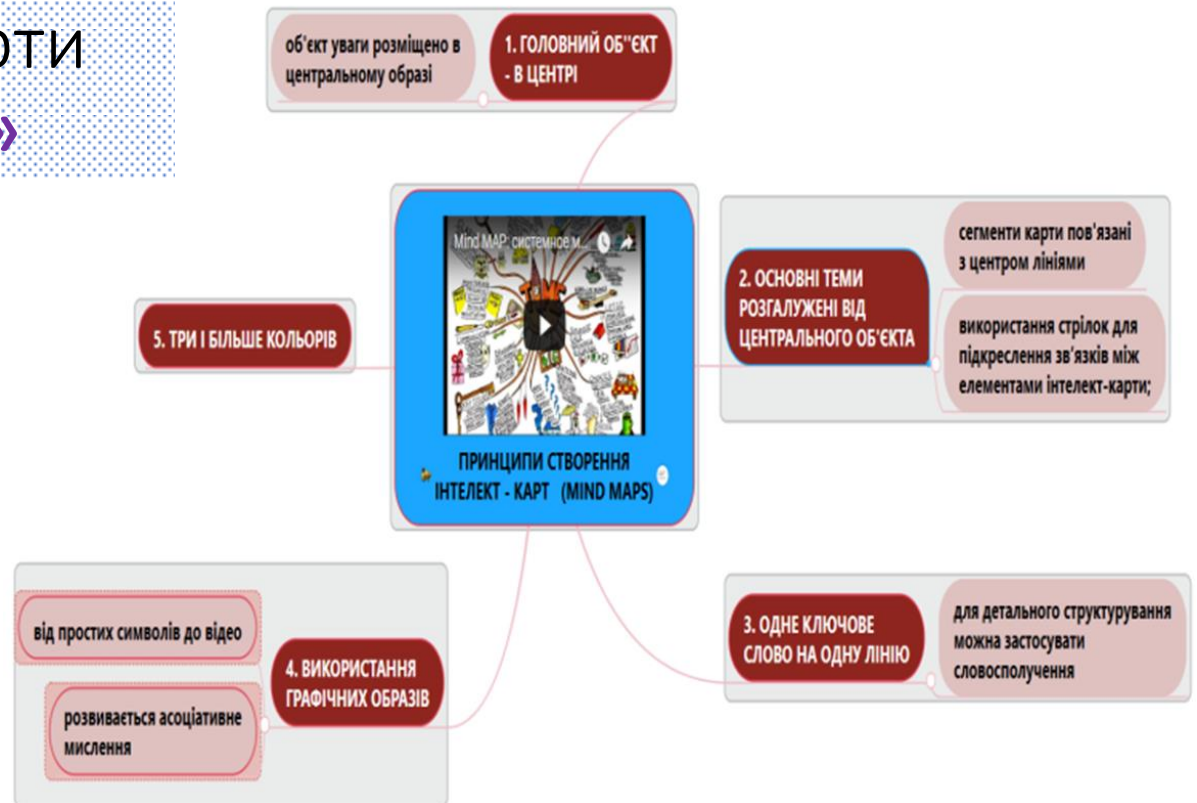 »
об'єкт уваги розміщено в
центральному образі
1. ГОЛОВНИЙ ОБ"ЄКТ
- В ЦЕНТРІ
Mind MAP: системное м...
ПРИНЦИПИ СТВОРЕННЯ
ІНТЕЛЕКТ - КАРТ (MIND MAPS)
2. ОСНОВНІ ТЕМИ
РОЗГАЛУЖЕНІ ВІД
ЦЕНТРАЛЬНОГО ОБ'ЄКТА
сегменти карти пов'язані
з центром лініями
використання стрілок для
підкреслення зв'язків між
елементами інтелект-карти;
3. ОДНЕ КЛЮЧОВЕ
СЛОВО НА ОДНУ ЛІНІЮ
для детального структурування
можна застосувати
словосполучення
4. ВИКОРИСТАННЯ
ГРАФІЧНИХ ОБРАЗІВ
від простих символів до відео
розвивається асоціативне
мислення
5. ТРИ І БІЛЬШЕ КОЛЬОРІВ